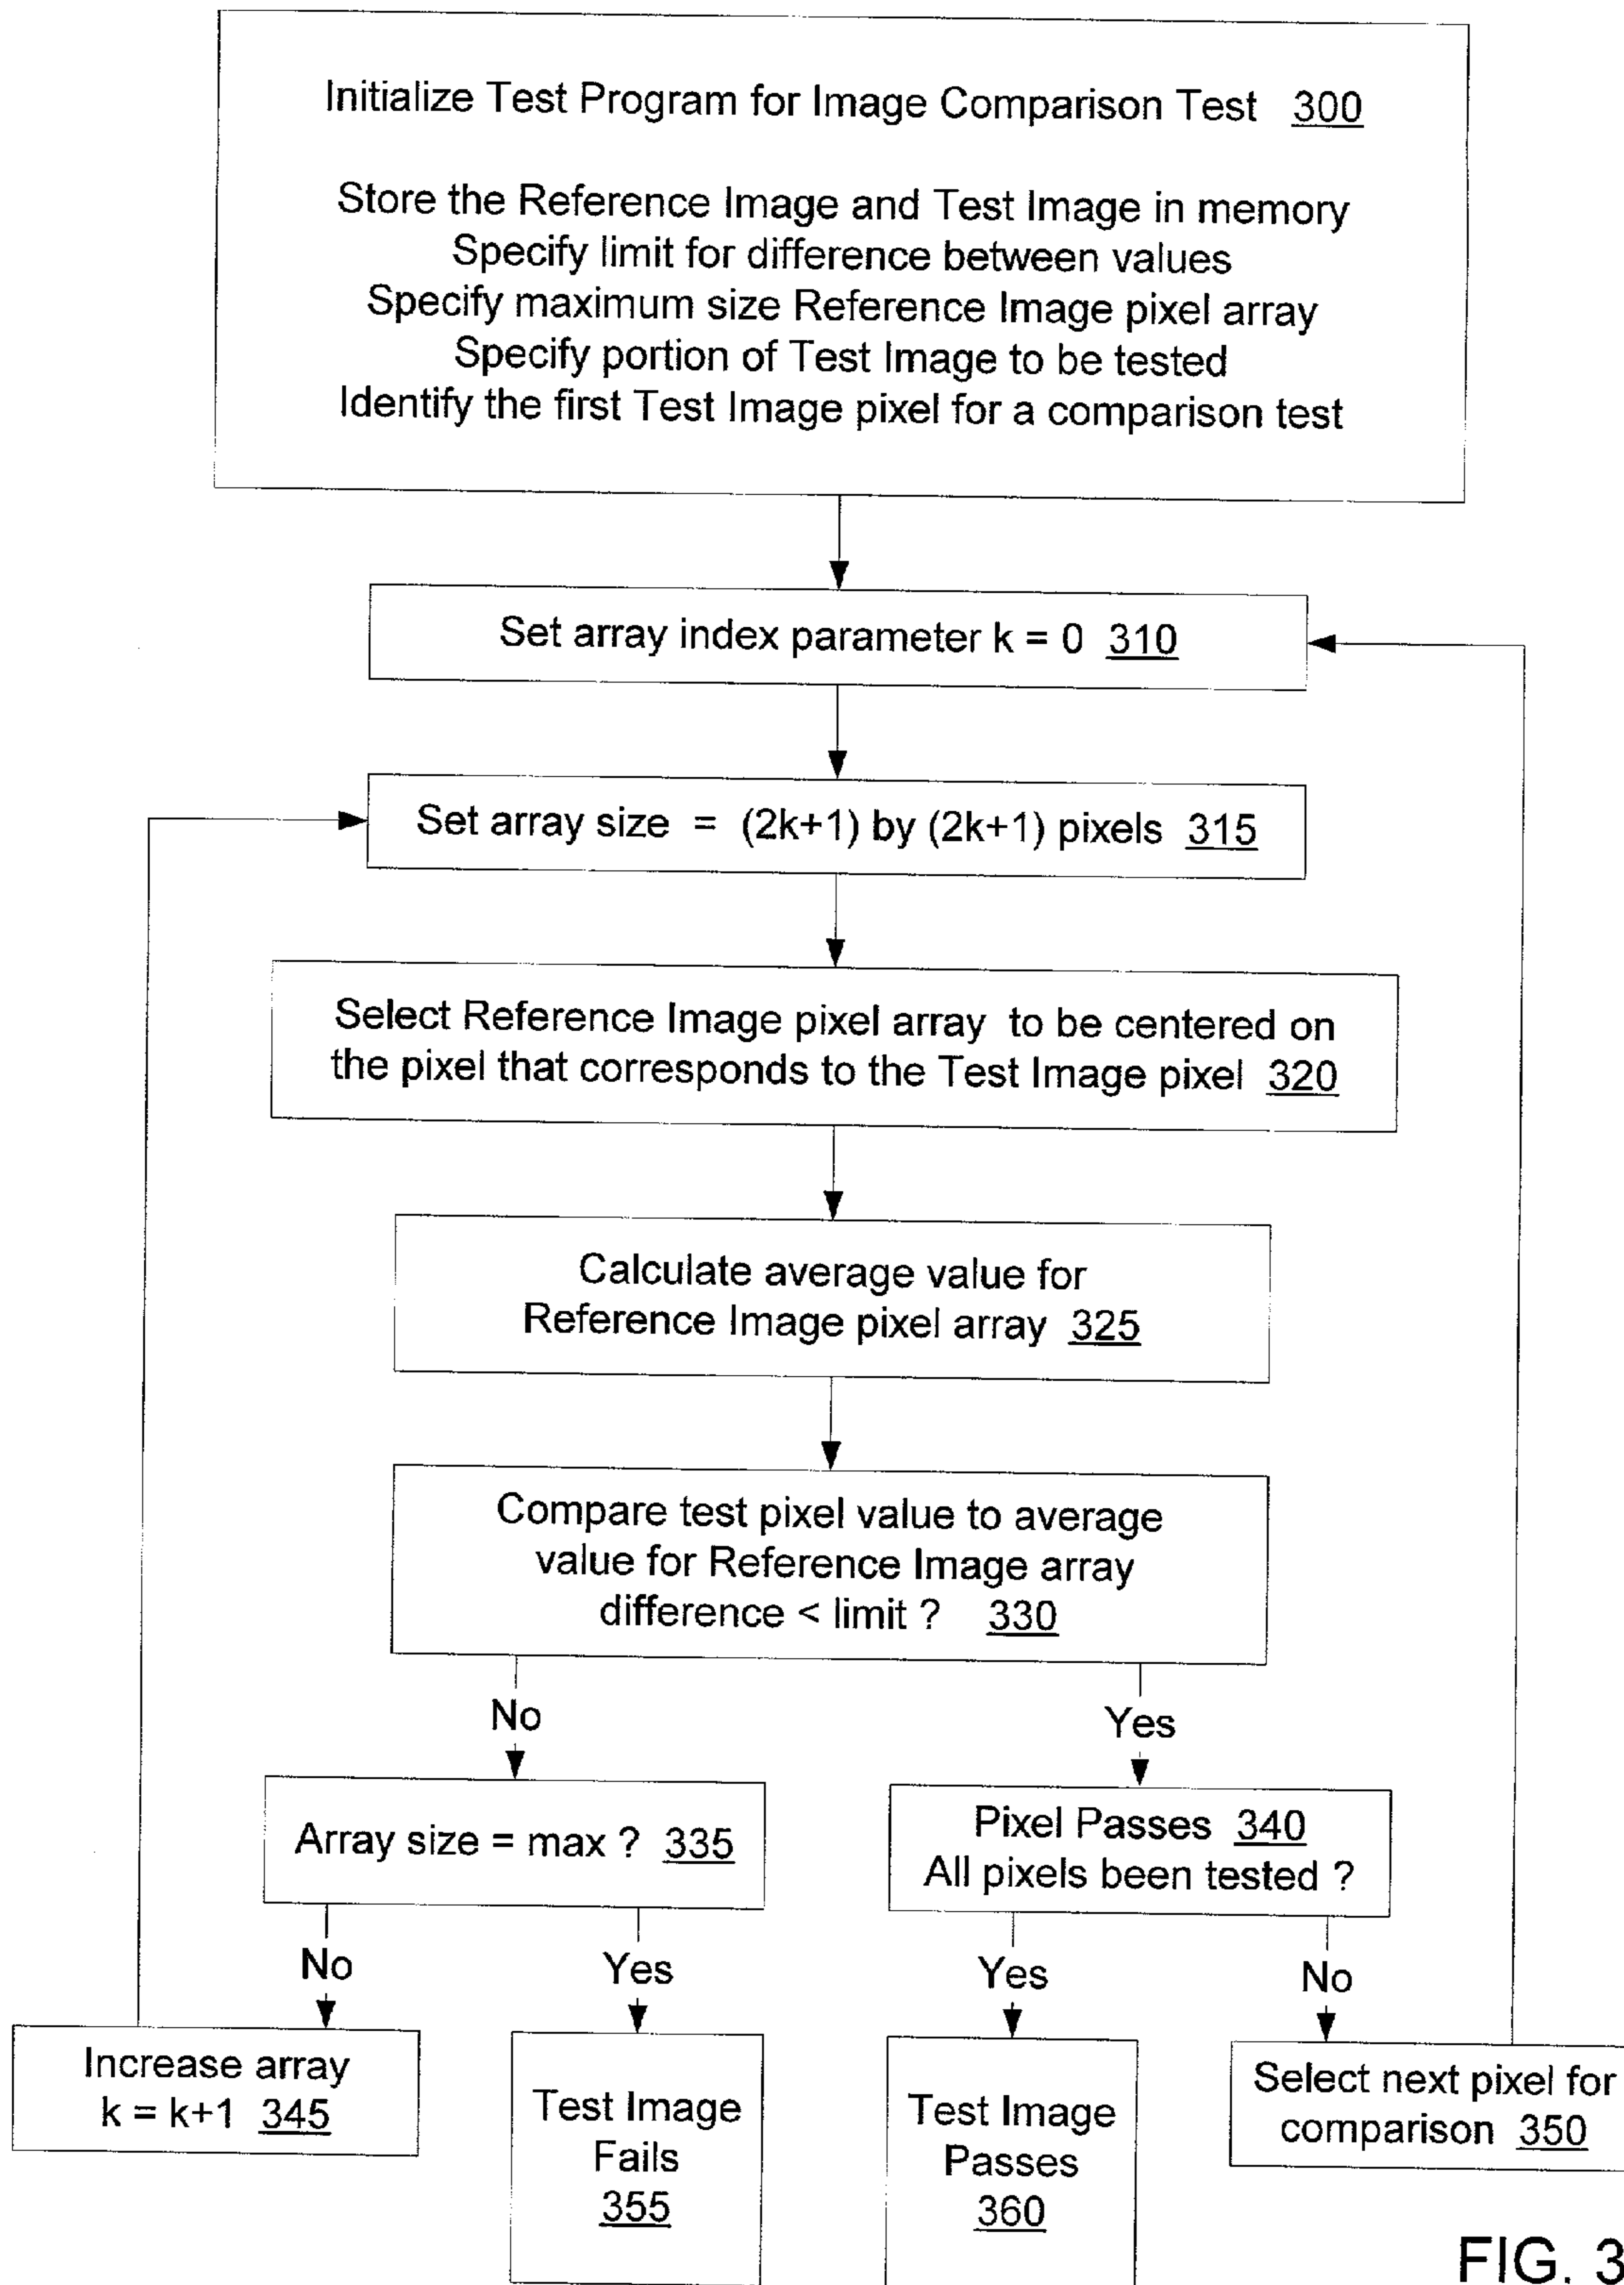 Initialize Test Program for Image Comparison Test 300
Store the Reference Image and Test Image in memory
Specify limit for difference between values
Specify maximum size Reference Image pixel array
Specify portion of Test Image to be tested
Identify the first Test Image pixel for a comparison test
Set array index parameter k = 0 310
Set array size = (2k+1) by (2k+1) pixels 315
Select Reference Image pixel array to be centered on
the pixel that corresponds to the Test Image pixel 320
Calculate average value for
Reference Image pixel array 325
Compare test pixel value to average
value for Reference Image array
difference < limit ? 330
No
Yes
Array size = max ? 335
Pixel Passes 340
All pixels been tested ?
No
Yes
Yes
No
Increase array
k = k+1 345
Test Image
Fails
355
Test Image
Passes
360
Select next pixel for
comparison 350
FIG. 3